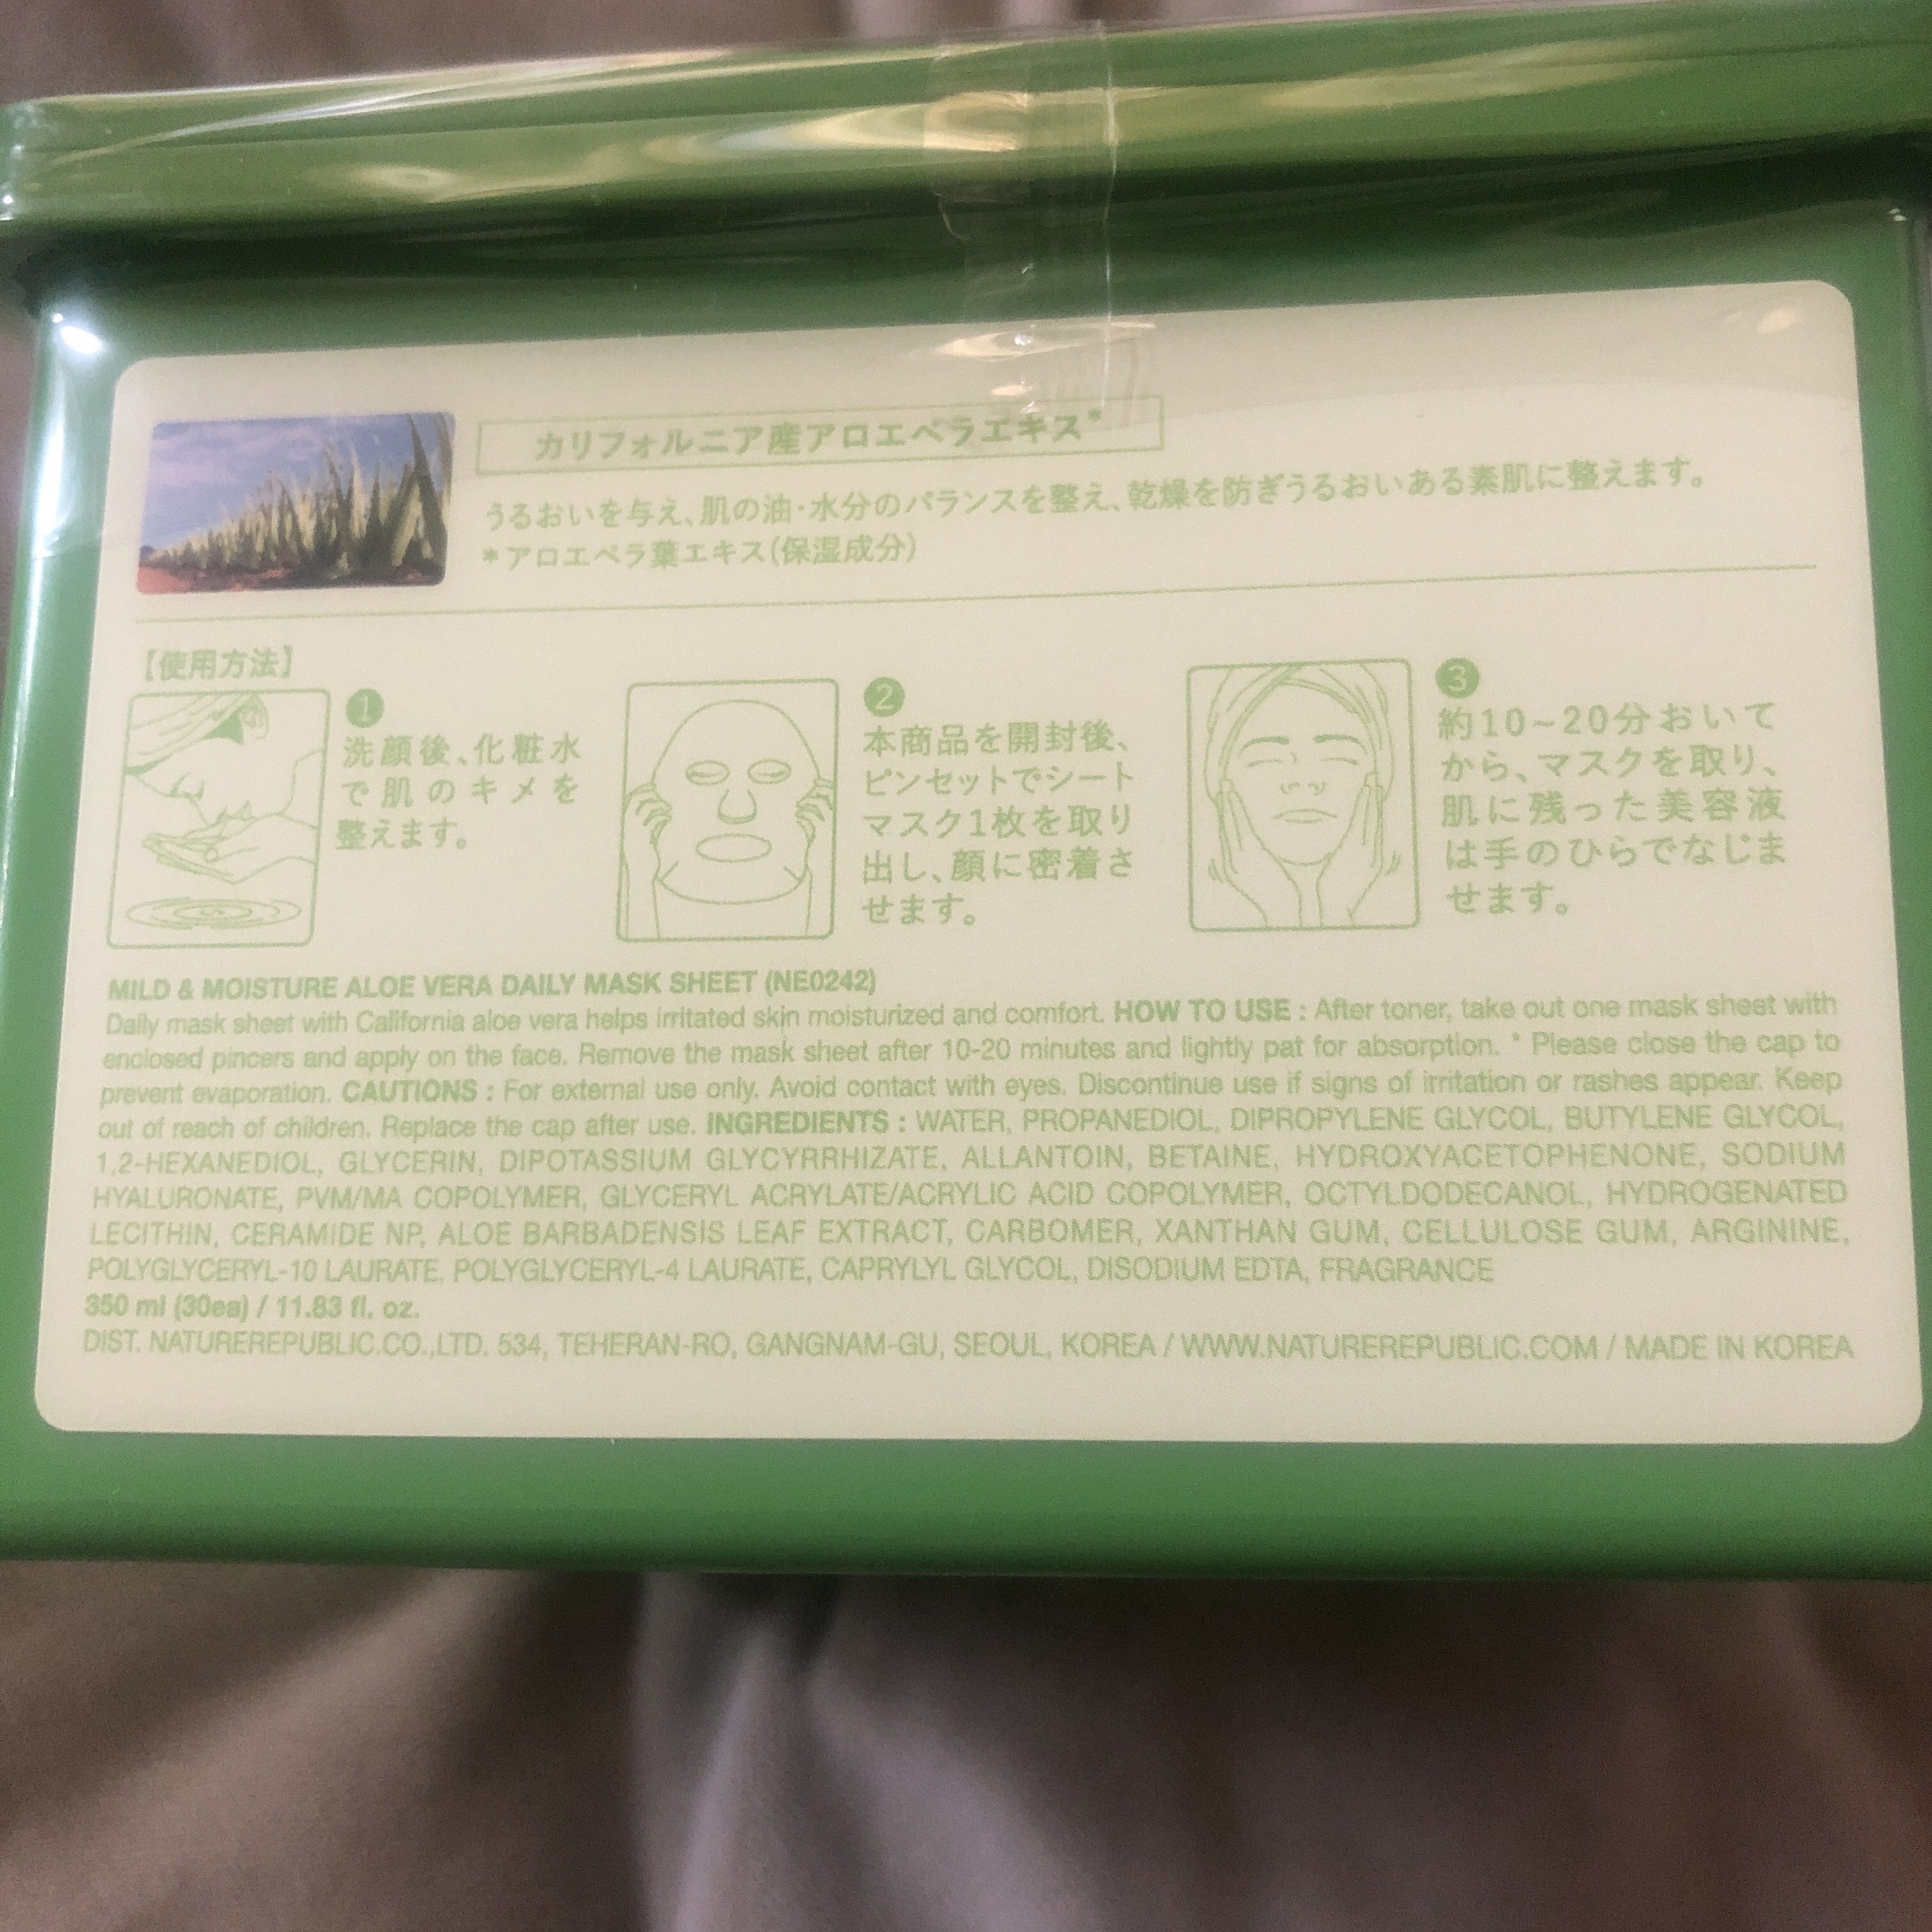 カリフォルニア産アロエベラエキス*
うるおいを与え、肌の油・水分のバランスを整え、乾燥を防ぎうるおいある素肌に整えます。
*アロエベラ葉エキス(保湿成分)
【使用方法】
1
洗顔後、化粧水
で肌のキメを
整えます。
2
本商品を開封後、
ピンセットでシート
マスク1枚を取り
出し、顔に密着さ
せます。
3
約10~20分おいて
から、マスクを取り、
肌に残った美容液
は手のひらでなじま
せます。
MILD & MOISTURE ALOE VERA DAILY MASK SHEET (NE0242)
Daily mask sheet with California aloe vera helps irritated skin moisturized and comfort. HOW TO USE : After toner, take out one mask sheet with
enclosed pincers and apply on the face. Remove the mask sheet after 10-20 minutes and lightly pat for absorption. * Please close the cap to
prevent evaporation. CAUTIONS : For external use only. Avoid contact with eyes. Discontinue use if signs of irritation or rashes appear. Keep
out of reach of children. Replace the cap after use. INGREDIENTS : WATER, PROPANEDIOL, DIPROPYLENE GLYCOL, BUTYLENE GLYCOL,
1,2-HEXANEDIOL, GLYCERIN, DIPOTASSIUM GLYCYRRHIZATE, ALLANTOIN, BETAINE, HYDROXYACETOPHENONE, SODIUM
HYALURONATE, PVM/MA COPOLYMER, GLYCERYL ACRYLATE/ACRYLIC ACID COPOLYMER, OCTYLDODECANOL, HYDROGENATED
LECITHIN, CERAMIDE NP, ALOE BARBADENSIS LEAF EXTRACT, CARBOMER, XANTHAN GUM, CELLULOSE GUM, ARGININE,
POLYGLYCERYL-10 LAURATE, POLYGLYCERYL-4 LAURATE, CAPRYLYL GLYCOL, DISODIUM EDTA, FRAGRANCE
350 ml (30ea) / 11.83 fl. oz.
DIST. NATUREREPUBLIC.CO.,LTD. 534, TEHERAN-RO, GANGNAM-GU, SEOUL, KOREA / WWW.NATUREREPUBLIC.COM / MADE IN KOREA